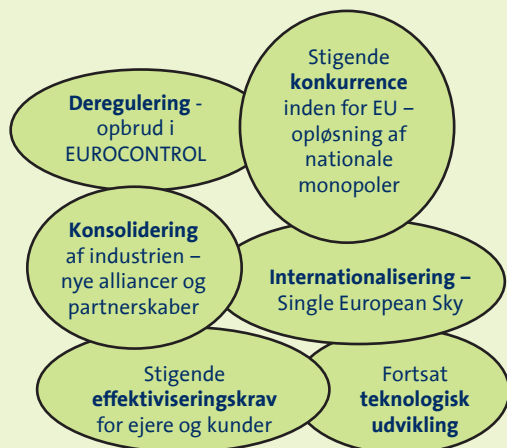 Deregulering -
opbrud i
EUROCONTROL
Stigende
konkurrence
inden for EU –
opløsning af
nationale
monopoler
Konsolidering
af industrien –
nye alliancer og
partnerskaber
Internationalisering –
Single European Sky
Stigende
effektiviseringskrav
for ejere og kunder
Fortsat
teknologisk
udvikling